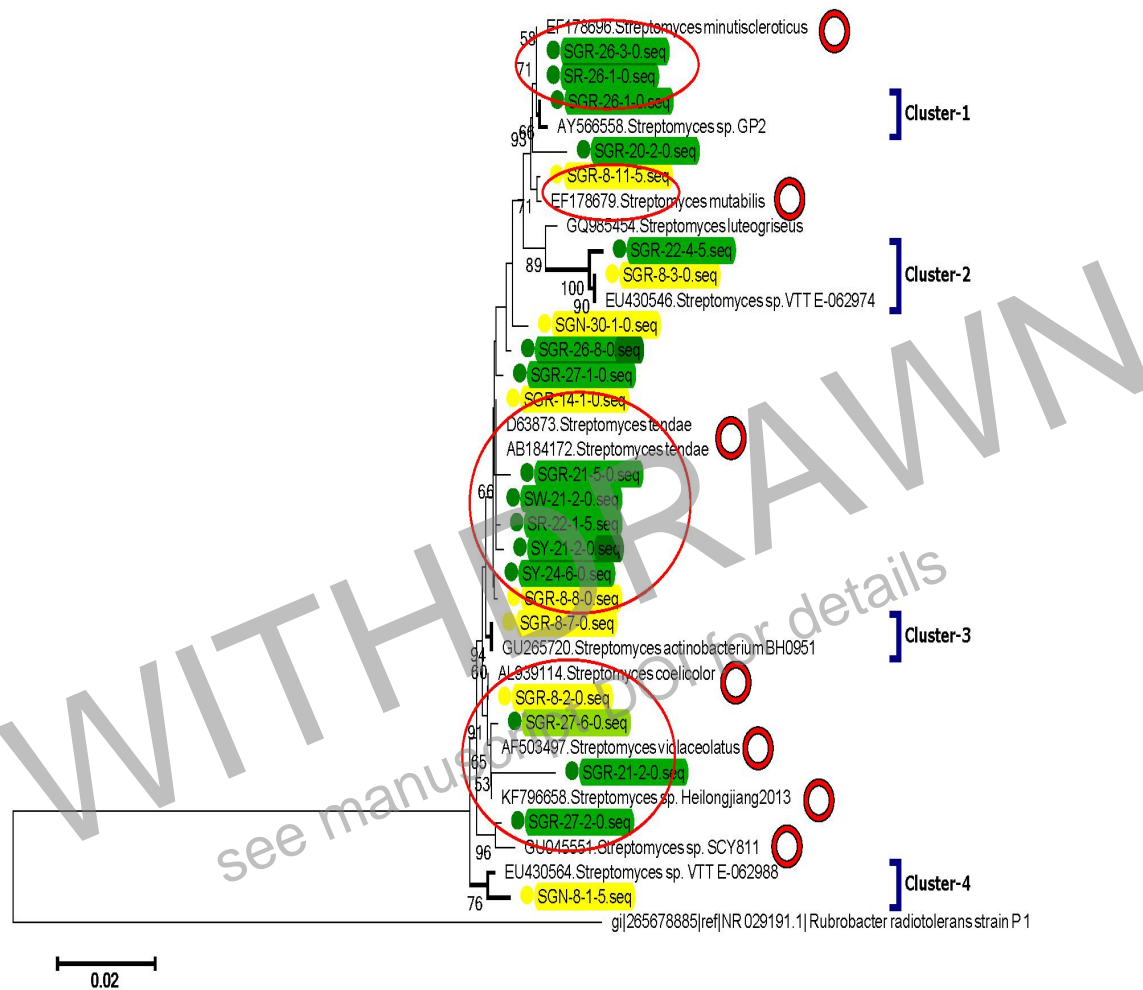 EF178696.Streptomyces minutiscleroticus
58
SGR-26-3-0.seq
71
SR-26-1-0.seq
SGR-26-1-0.seq
Cluster-1
AY566558.Streptomyces sp. GP2
66
93
SGR-20-2-0.seq
SGR-8-11-5.seq
EF178679.Streptomyces mutabilis
71
GQ985454.Streptomyces luteogriseus
SGR-22-4-5.seq
89
SGR-8-3-0.seq
Cluster-2
100
EU430546.Streptomyces sp. VTT E-062974
90
SGN-30-1-0.seq
SGR-26-8-0.seq
SGR-27-1-0.seq
SGR-14-1-0.seq
D63873.Streptomyces tendae
AB184172.Streptomyces tendae
SGR-21-5-0.seq
66
SW-21-2-0.seq
SR-22-1-5.seq
SY-21-2-0.seq
SY-24-6-0.seq
SGR-8-8-0.seq
SGR-8-7-0.seq
Cluster-3
GU265720.Streptomyces actinobacterium BH0951
94
60
AL939114.Streptomyces coelicolor
SGR-8-2-0.seq
SGR-27-6-0.seq
91
AF503497.Streptomyces violaceolatus
65
SGR-21-2-0.seq
53
KF796658.Streptomyces sp. Heilongjiang2013
SGR-27-2-0.seq
GU045551.Streptomyces sp. SCY811
96
EU430564.Streptomyces sp. VTT E-062988
Cluster-4
SGN-8-1-5.seq
76
gi|265678885|ref|NR 029191.1| Rubrobacter radiotolerans strain P 1
0.02
WITHDRAWN
see manuscript DOI for details